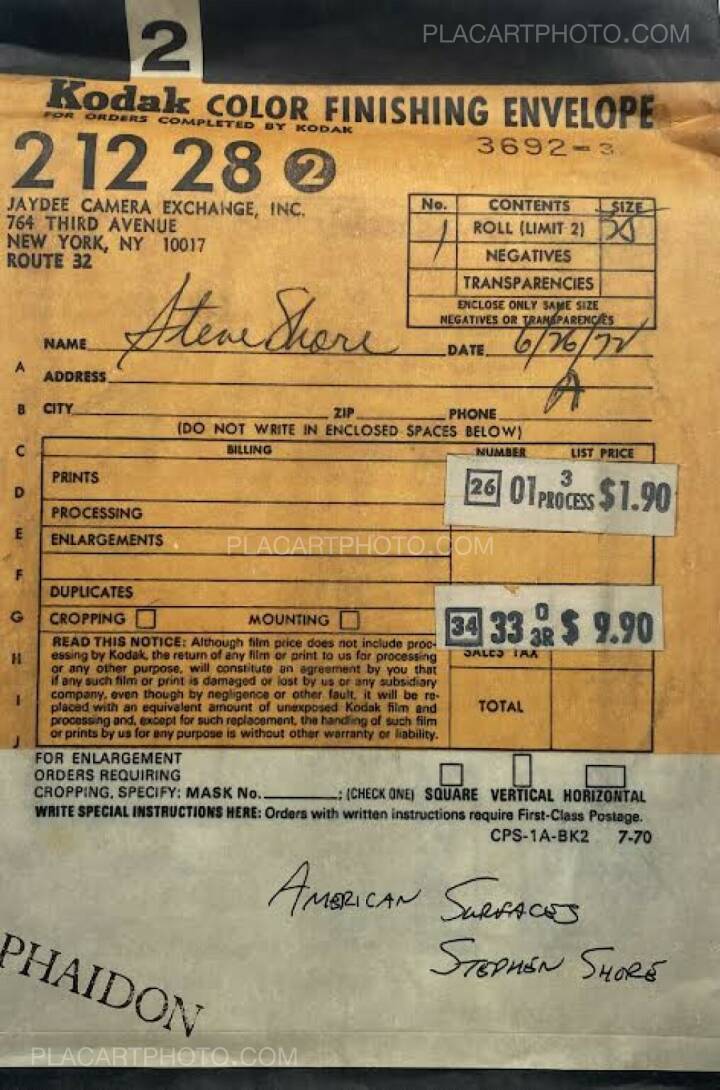 PLACARTPHOTO.COM
2
Kodak COLOR FINISHING ENVELOPE
FOR ORDERS COMPLETED BY KODAK
3692-3
2 12 28 2
JAYDEE CAMERA EXCHANGE, INC.
764 THIRD AVENUE
NEW YORK, NY 10017
ROUTE 32
No. CONTENTS SIZE
1 ROLL (LIMIT 2)
NEGATIVES
TRANSPARENCIES
ENCLOSE ONLY SAME SIZE
NEGATIVES OR TRANSPARENCIES
NAME Steve Shore DATE 6/26/72
A
ADDRESS A
B CITY ZIP PHONE
(DO NOT WRITE IN ENCLOSED SPACES BELOW)
C BILLING NUMBER LIST PRICE
PRINTS 26 01 3 PROCESS $1.90
D
PROCESSING
E ENLARGEMENTS
PLACARTPHOTO.COM
F
DUPLICATES
G CROPPING MOUNTING 34 33 0 3R $ 9.90
READ THIS NOTICE: Although film price does not include proc-
essing by Kodak, the return of any film or print to us for processing
or any other purpose, will constitute an agreement by you that
if any such film or print is damaged or lost by us or any subsidiary
company, even though by negligence or other fault, it will be re-
placed with an equivalent amount of unexposed Kodak film and
processing and, except for such replacement, the handling of such film
or prints by us for any purpose is without other warranty or liability.
SALES TAX
H
I
J
TOTAL
FOR ENLARGEMENT
ORDERS REQUIRING
CROPPING, SPECIFY: MASK No. : (CHECK ONE) SQUARE VERTICAL HORIZONTAL
WRITE SPECIAL INSTRUCTIONS HERE: Orders with written instructions require First-Class Postage.
CPS-1A-BK2 7-70
AMERICAN SURFACES
STEPHEN SHORE
PHAIDON
PLACARTPHOTO.COM